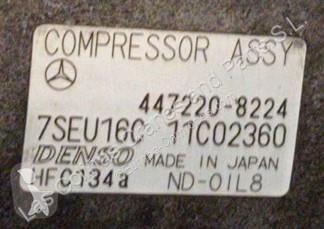 COMPRESSOR ASSY
447220-8224
7SEU16C 11C02360
DENSO MADE IN JAPAN
HFC134a ND-OIL8